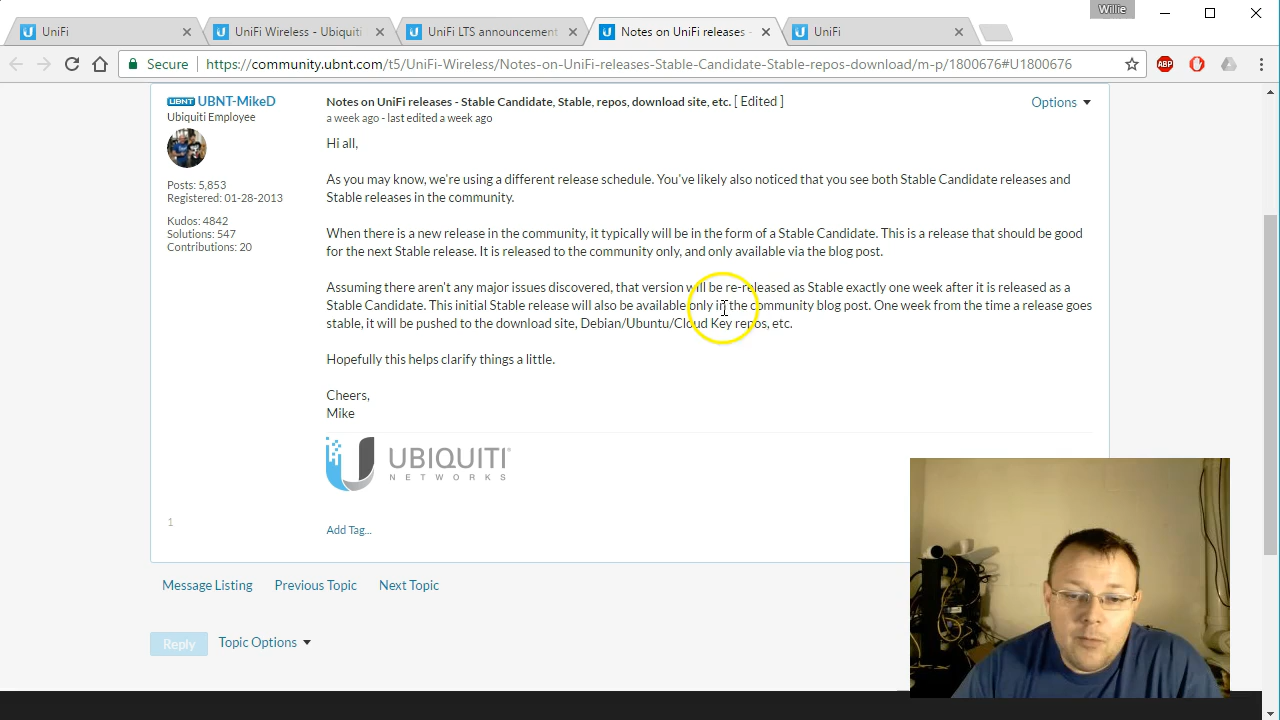 Willie
UniFi
UniFi Wireless - Ubiquiti
UniFi LTS announcement
Notes on UniFi releases -
UniFi
Secure
https://community.ubnt.com/t5/UniFi-Wireless/Notes-on-UniFi-releases-Stable-Candidate-Stable-repos-download/m-p/1800676#U1800676
ABP
UBNT UBNT-MikeD
Ubiquiti Employee
Posts: 5,853
Registered: 01-28-2013
Kudos: 4842
Solutions: 547
Contributions: 20
Notes on UniFi releases - Stable Candidate, Stable, repos, download site, etc. [ Edited ]
Options
a week ago - last edited a week ago
Hi all,
As you may know, we're using a different release schedule. You've likely also noticed that you see both Stable Candidate releases and
Stable releases in the community.
When there is a new release in the community, it typically will be in the form of a Stable Candidate. This is a release that should be good
for the next Stable release. It is released to the community only, and only available via the blog post.
Assuming there aren't any major issues discovered, that version will be re-released as Stable exactly one week after it is released as a
Stable Candidate. This initial Stable release will also be available only in the community blog post. One week from the time a release goes
stable, it will be pushed to the download site, Debian/Ubuntu/Cloud Key repos, etc.
Hopefully this helps clarify things a little.
Cheers,
Mike
UBIQUITI
NETWORKS
1
Add Tag...
Message Listing Previous Topic Next Topic
Reply Topic Options